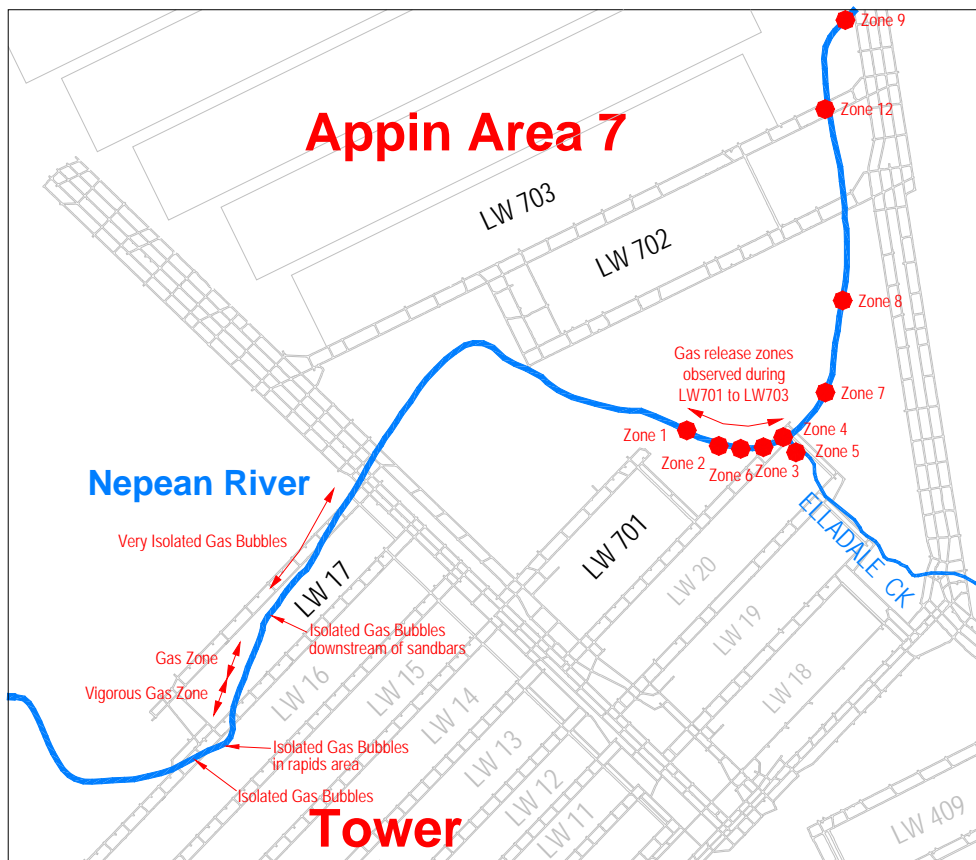 Zone 9
Appin Area 7
Zone 12
LW 703
LW 702
Zone 8
Gas release zones
observed during
LW701 to LW703
Zone 7
Zone 1
Zone 4
Zone 2
Zone 6
Zone 3
Zone 5
Nepean River
ELLADALE CK
Very Isolated Gas Bubbles
LW 701
LW 17
LW 20
LW 19
LW 18
Isolated Gas Bubbles
downstream of sandbars
Gas Zone
Vigorous Gas Zone
LW 16
LW 15
LW 14
LW 13
LW 12
LW 11
Isolated Gas Bubbles
in rapids area
Isolated Gas Bubbles
Tower
LW 409